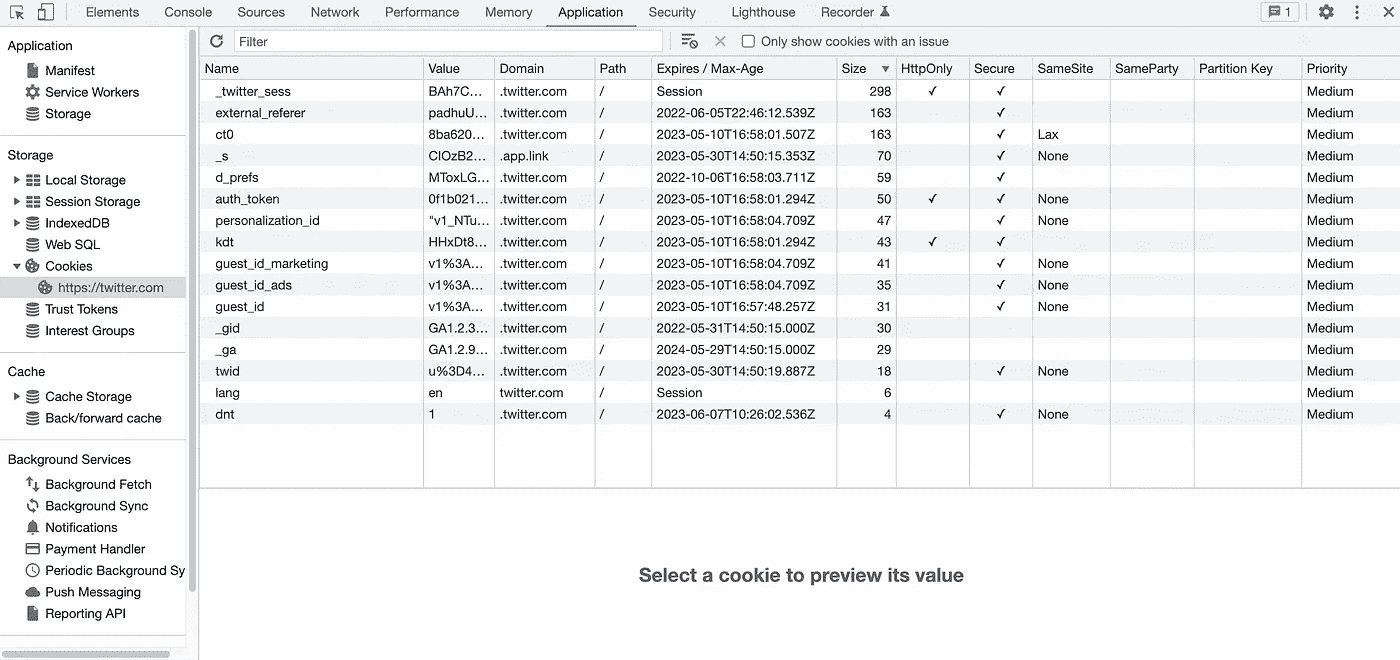 Elements Console Sources Network Performance Memory Application Security Lighthouse Recorder 1
Application
Manifest
Service Workers
Storage
Storage
Local Storage
Session Storage
IndexedDB
Web SQL
Cookies
https://twitter.com
Trust Tokens
Interest Groups
Cache
Cache Storage
Back/forward cache
Background Services
Background Fetch
Background Sync
Notifications
Payment Handler
Periodic Background Sy
Push Messaging
Reporting API
Filter Only show cookies with an issue
Name Value Domain Path Expires / Max-Age Size ▼ HttpOnly Secure SameSite SameParty Partition Key Priority
_twitter_sess BAh7C... .twitter.com / Session 298 ✓ ✓ Medium
external_referer padhuU... .twitter.com / 2022-06-05T22:46:12.539Z 163 ✓ Medium
ct0 8ba620... .twitter.com / 2023-05-10T16:58:01.507Z 163 ✓ Lax Medium
_s ClOzB2... .app.link / 2023-05-30T14:50:15.353Z 70 ✓ None Medium
d_prefs MToxLG... .twitter.com / 2022-10-06T16:58:03.711Z 59 ✓ Medium
auth_token 0f1b021... .twitter.com / 2023-05-10T16:58:01.294Z 50 ✓ ✓ None Medium
personalization_id "v1_NTu... .twitter.com / 2023-05-10T16:58:04.709Z 47 ✓ None Medium
kdt HHxDt8... .twitter.com / 2023-05-10T16:58:01.294Z 43 ✓ ✓ Medium
guest_id_marketing v1%3A... .twitter.com / 2023-05-10T16:58:04.709Z 41 ✓ None Medium
guest_id_ads v1%3A... .twitter.com / 2023-05-10T16:58:04.709Z 35 ✓ None Medium
guest_id v1%3A... .twitter.com / 2023-05-10T16:57:48.257Z 31 ✓ None Medium
_gid GA1.2.3... .twitter.com / 2022-05-31T14:50:15.000Z 30 Medium
_ga GA1.2.9... .twitter.com / 2024-05-29T14:50:15.000Z 29 Medium
twid u%3D4... .twitter.com / 2023-05-30T14:50:19.887Z 18 ✓ None Medium
lang en twitter.com / Session 6 Medium
dnt 1 .twitter.com / 2023-06-07T10:26:02.536Z 4 ✓ None Medium
Select a cookie to preview its value